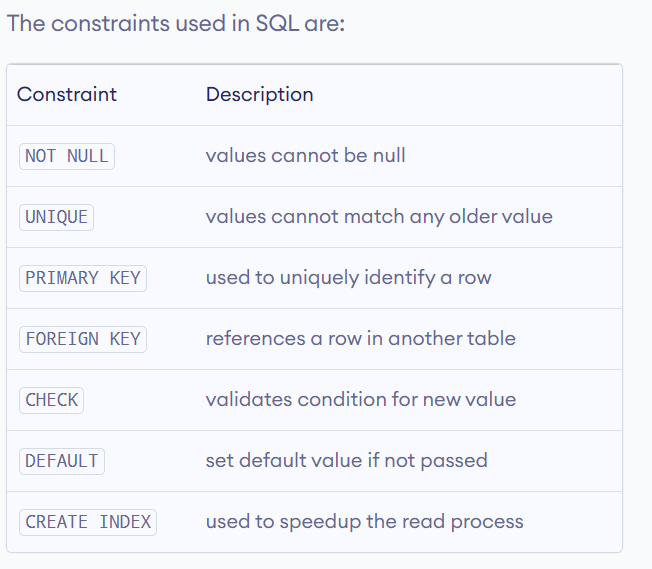 The constraints used in SQL are:
Constraint Description
NOT NULL values cannot be null
UNIQUE values cannot match any older value
PRIMARY KEY used to uniquely identify a row
FOREIGN KEY references a row in another table
CHECK validates condition for new value
DEFAULT set default value if not passed
CREATE INDEX used to speedup the read process